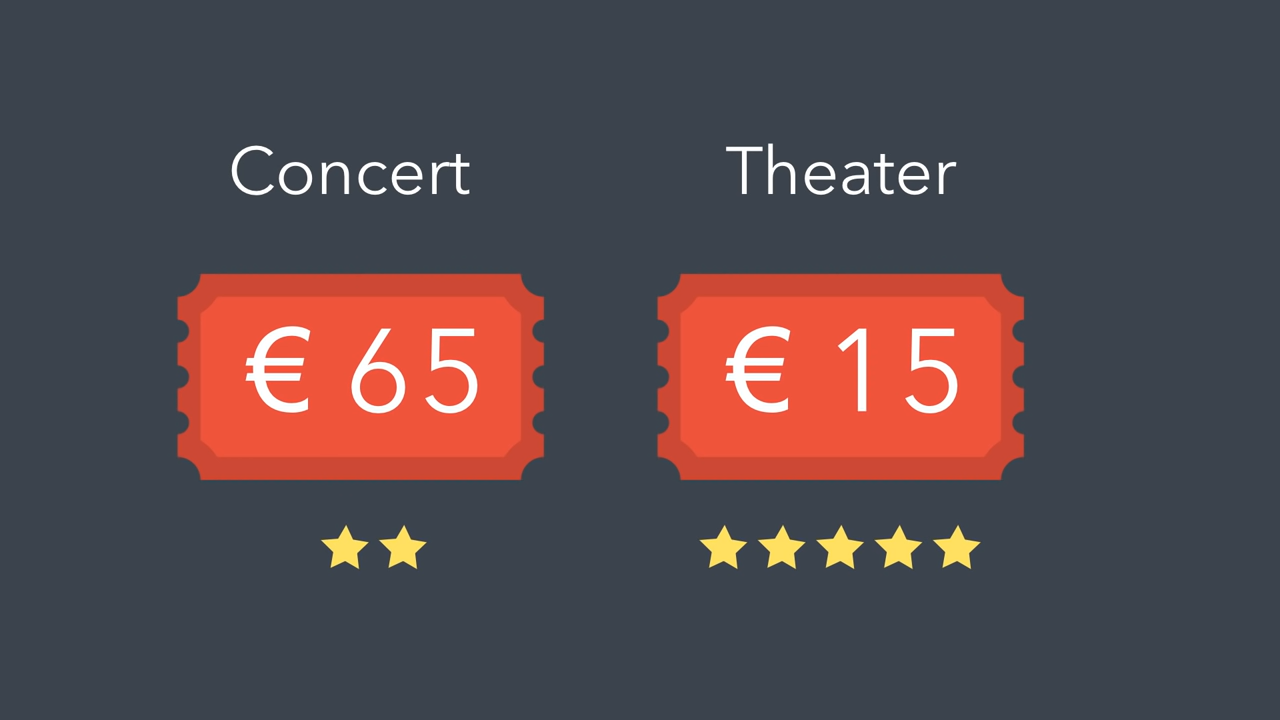 Concert
Theater
€ 65
€ 15